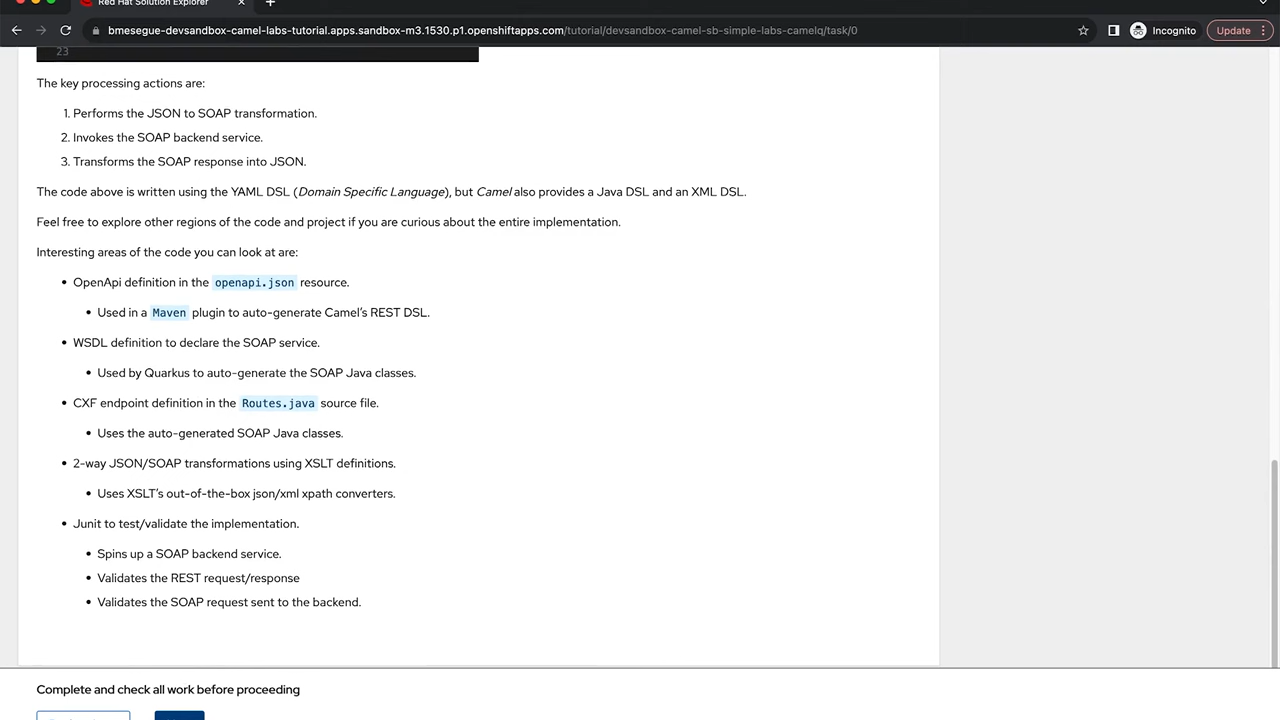 Red Hat Solution Explorer
bmesegue-devsandbox-camel-labs-tutorial.apps.sandbox-m3.1530.p1.openshiftapps.com/tutorial/devsandbox-camel-sb-simple-labs-camelq/task/0
Incognito
Update
23
The key processing actions are:
1. Performs the JSON to SOAP transformation.
2. Invokes the SOAP backend service.
3. Transforms the SOAP response into JSON.
The code above is written using the YAML DSL (Domain Specific Language), but Camel also provides a Java DSL and an XML DSL.
Feel free to explore other regions of the code and project if you are curious about the entire implementation.
Interesting areas of the code you can look at are:
• OpenApi definition in the openapi.json resource.
• Used in a Maven plugin to auto-generate Camel’s REST DSL.
• WSDL definition to declare the SOAP service.
• Used by Quarkus to auto-generate the SOAP Java classes.
• CXF endpoint definition in the Routes.java source file.
• Uses the auto-generated SOAP Java classes.
• 2-way JSON/SOAP transformations using XSLT definitions.
• Uses XSLT’s out-of-the-box json/xml xpath converters.
• Junit to test/validate the implementation.
• Spins up a SOAP backend service.
• Validates the REST request/response
• Validates the SOAP request sent to the backend.
Complete and check all work before proceeding